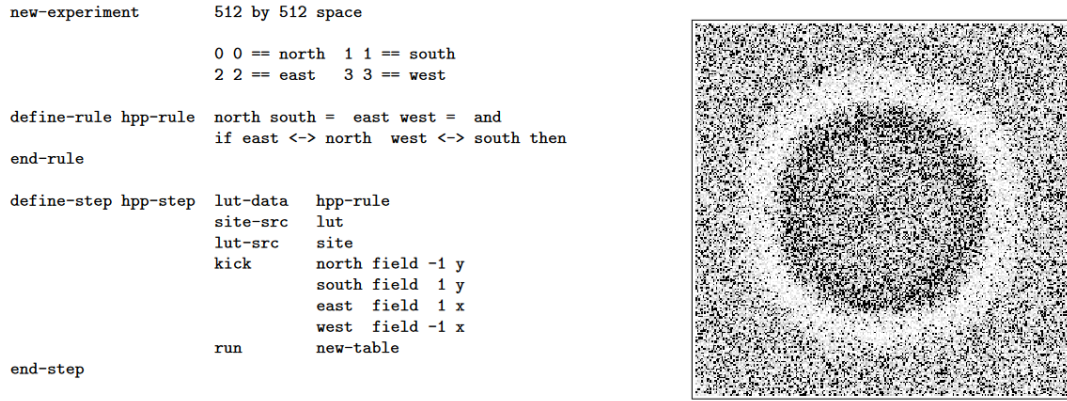 new-experiment 512 by 512 space
0 0 == north 1 1 == south
2 2 == east 3 3 == west
define-rule hpp-rule north south = east west = and
if east <-> north west <-> south then
end-rule
define-step hpp-step lut-data hpp-rule
site-src lut
lut-src site
kick north field -1 y
south field 1 y
east field 1 x
west field -1 x
run new-table
end-step